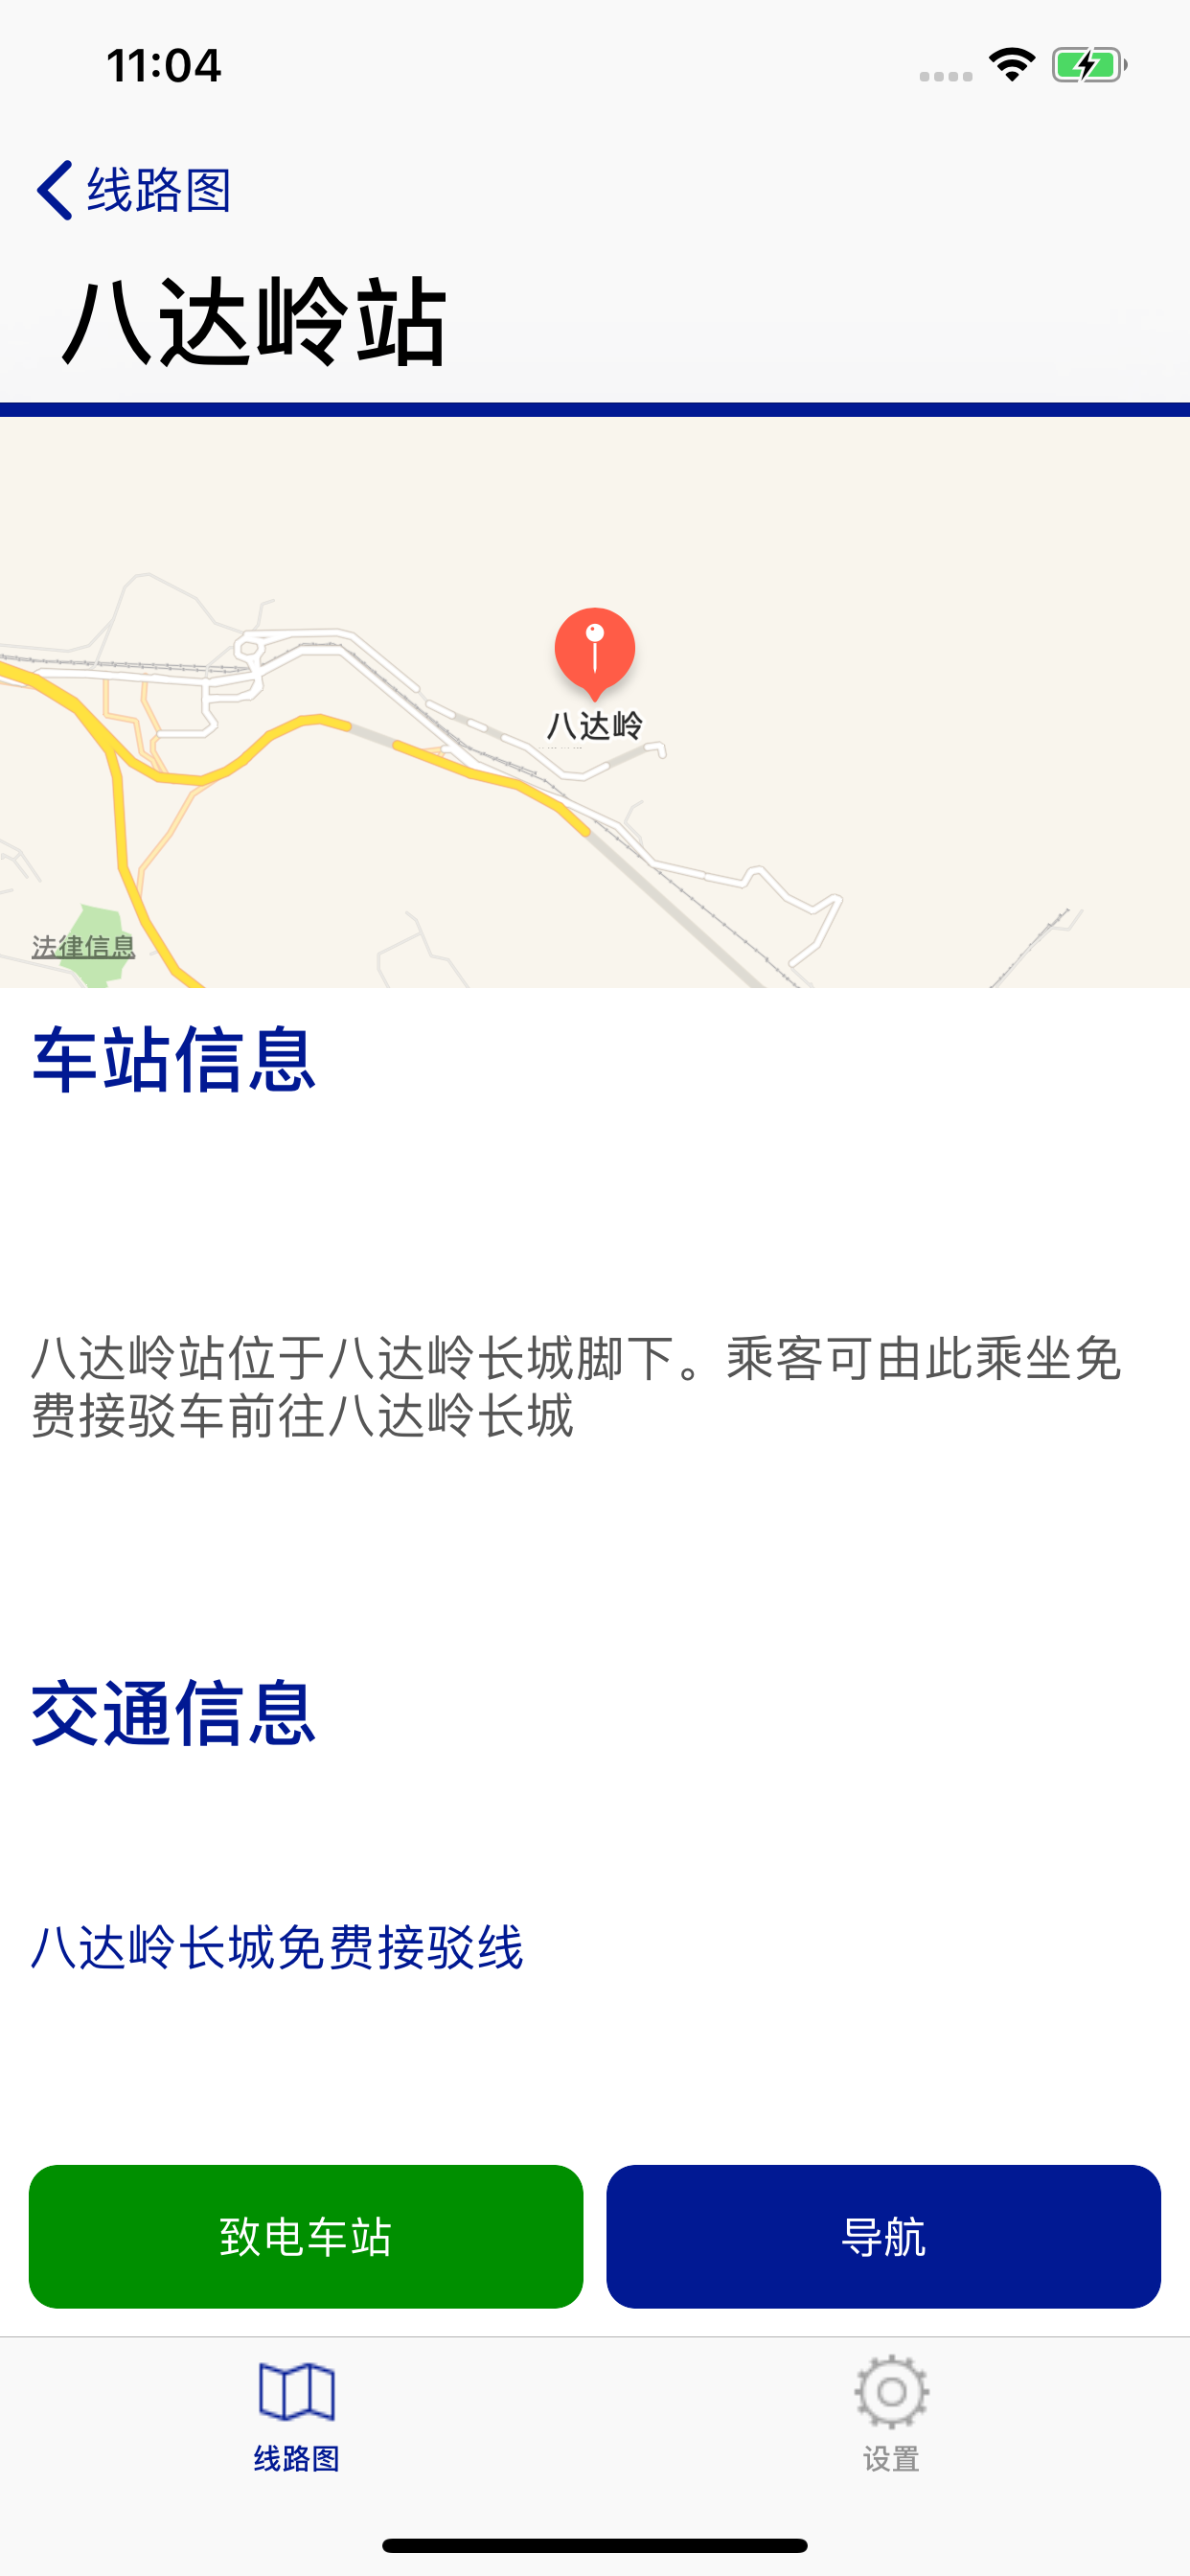 11:04
线路图
八达岭站
八达岭
法律信息
车站信息
八达岭站位于八达岭长城脚下。乘客可由此乘坐免
费接驳车前往八达岭长城
交通信息
八达岭长城免费接驳线
致电车站
导航
线路图
设置